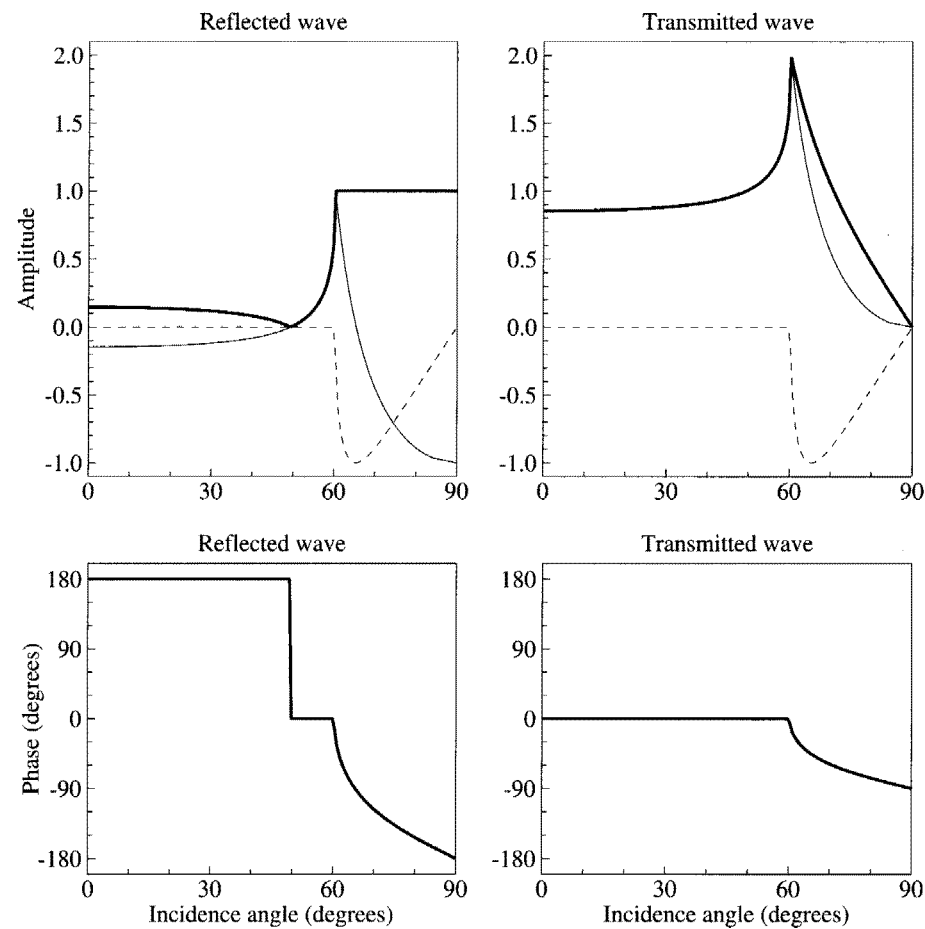 Reflected wave
Transmitted wave
Amplitude
2.0
1.5
1.0
0.5
0.0
-0.5
-1.0
0 30 60 90
2.0
1.5
1.0
0.5
0.0
-0.5
-1.0
0 30 60 90
Reflected wave
Transmitted wave
Phase (degrees)
180
90
0
-90
-180
0 30 60 90
Incidence angle (degrees)
180
90
0
-90
-180
0 30 60 90
Incidence angle (degrees)